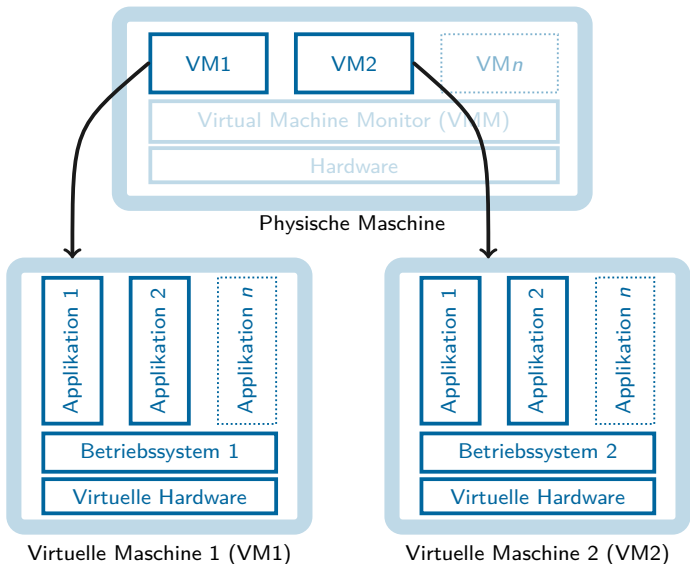 VM1 VM2 VMn
Virtual Machine Monitor (VMM)
Hardware
Physische Maschine
Applikation 1
Applikation 2
Applikation n
Betriebssystem 1
Virtuelle Hardware
Virtuelle Maschine 1 (VM1)
Applikation 1
Applikation 2
Applikation n
Betriebssystem 2
Virtuelle Hardware
Virtuelle Maschine 2 (VM2)